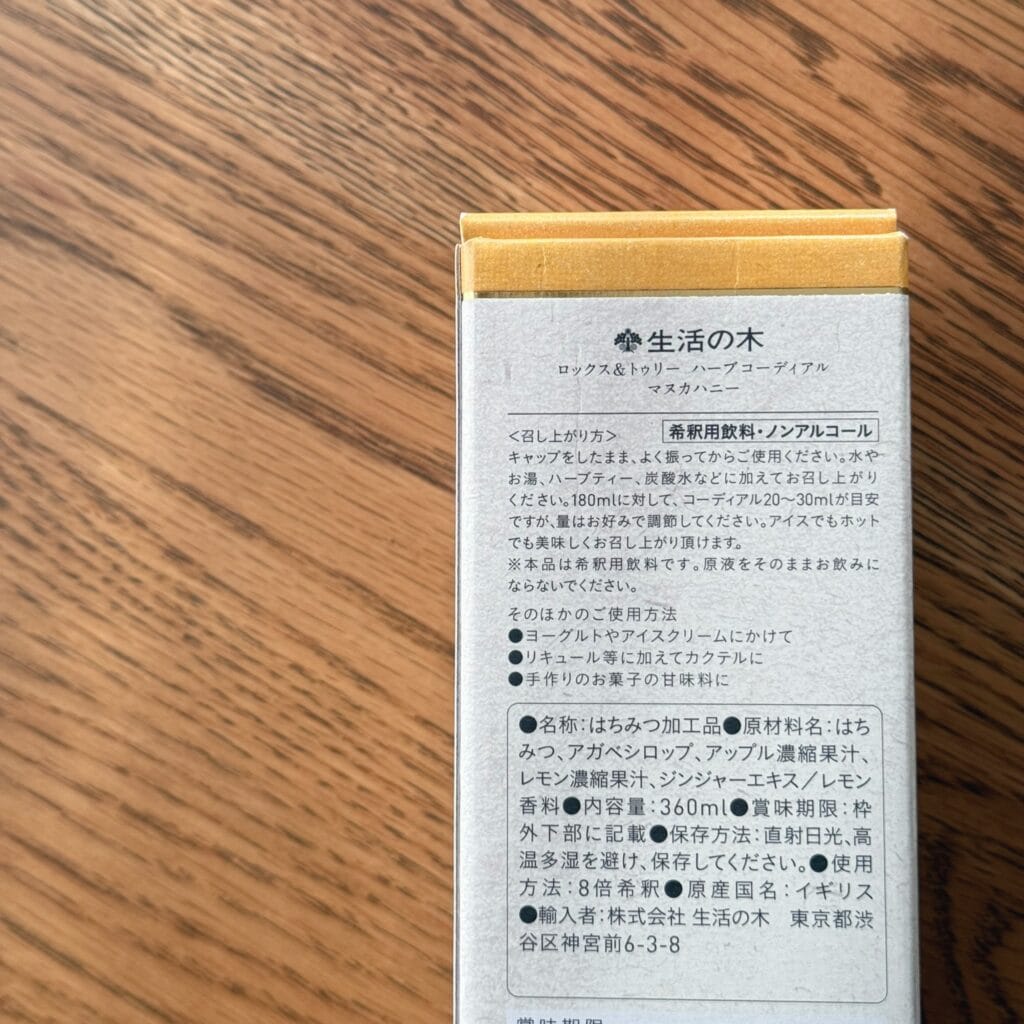 生活の木
ロックス&トゥリー ハーブコーディアル
マヌカハニー
<召し上がり方>
希釈用飲料・ノンアルコール
キャップをしたまま、よく振ってからご使用ください。水や
お湯、ハーブティー、炭酸水などに加えてお召し上がり
ください。180mlに対して、コーディアル20〜30mlが目安
ですが、量はお好みで調節してください。アイスでもホット
でも美味しくお召し上がり頂けます。
※本品は希釈用飲料です。原液をそのままお飲みに
ならないでください。
そのほかのご使用方法
●ヨーグルトやアイスクリームにかけて
●リキュール等に加えてカクテルに
●手作りのお菓子の甘味料に
●名称:はちみつ加工品●原材料名:はち
みつ、アガベシロップ、アップル濃縮果汁、
レモン濃縮果汁、ジンジャーエキス/レモン
香料●内容量:360ml●賞味期限:枠
外下部に記載●保存方法:直射日光、高
温多湿を避け、保存してください。●使用
方法:8倍希釈●原産国名:イギリス
●輸入者:株式会社 生活の木 東京都渋
谷区神宮前6-3-8
賞味期限